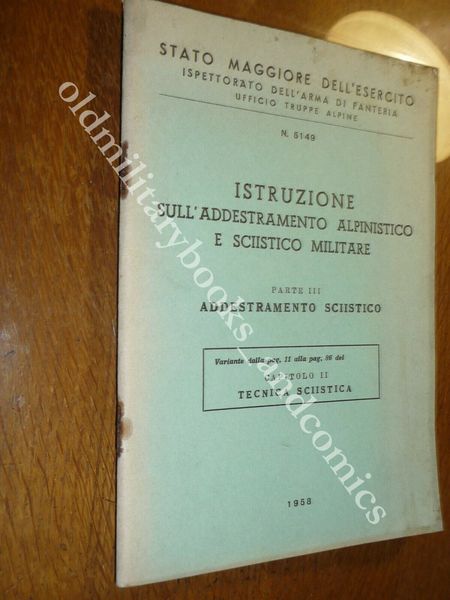 STATO MAGGIORE DELL'ESERCITO
ISPETTORATO DELL'ARMA DI FANTERIA
UFFICIO TRUPPE ALPINE
N. 5149
ISTRUZIONE
SULL'ADDESTRAMENTO ALPINISTICO
E SCIISTICO MILITARE
PARTE III
ADDESTRAMENTO SCIISTICO
Variante dalla pag. 11 alla pag. 86 del
CAPITOLO II
TECNICA SCIISTICA
1958
oldmilitarybooks_andcomics